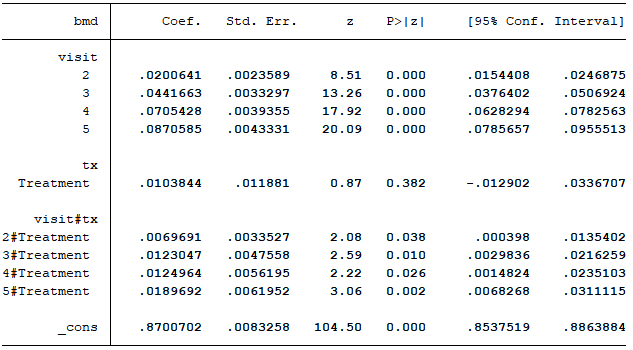 bmd Coef. Std. Err. z P>|z| [95% Conf. Interval]
visit
2 .0200641 .0023589 8.51 0.000 .0154408 .0246875
3 .0441663 .0033297 13.26 0.000 .0376402 .0506924
4 .0705428 .0039355 17.92 0.000 .0628294 .0782563
5 .0870585 .0043331 20.09 0.000 .0785657 .0955513
tx
Treatment .0103844 .011881 0.87 0.382 -.012902 .0336707
visit#tx
2#Treatment .0069691 .0033527 2.08 0.038 .000398 .0135402
3#Treatment .0123047 .0047558 2.59 0.010 .0029836 .0216259
4#Treatment .0124964 .0056195 2.22 0.026 .0014824 .0235103
5#Treatment .0189692 .0061952 3.06 0.002 .0068268 .0311115
_cons .8700702 .0083258 104.50 0.000 .8537519 .8863884